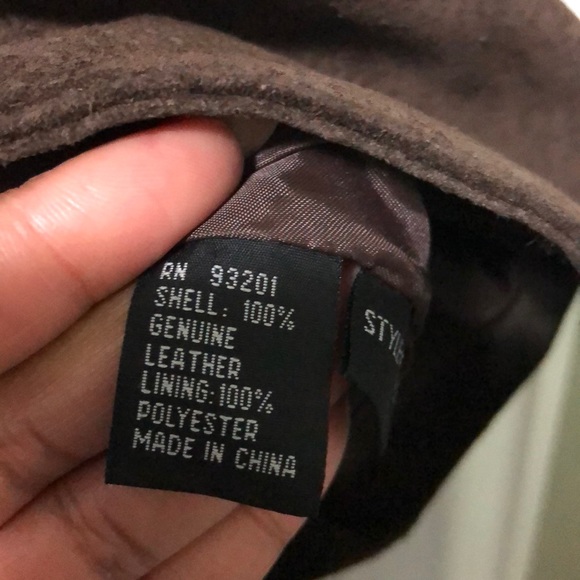 RN 93201
SHELL: 100%
GENUINE
LEATHER
LINING:100%
POLYESTER
MADE IN CHINA